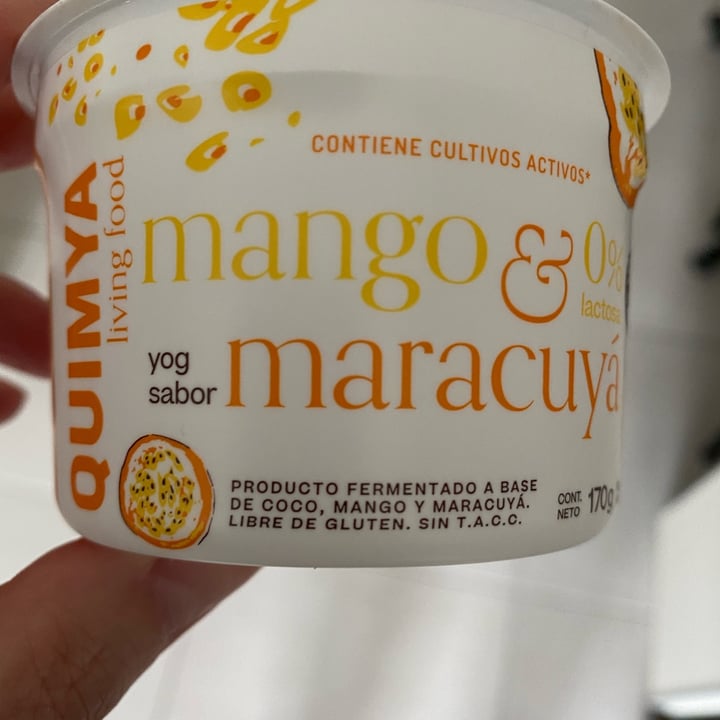 QUIMYA
living food
CONTIENE CULTIVOS ACTIVOS*
mango & 0%
lactosa
yog
sabor
maracuyá
PRODUCTO FERMENTADO A BASE
DE COCO, MANGO Y MARACUYÁ.
LIBRE DE GLUTEN. SIN T.A.C.C.
CONT.
NETO
170g